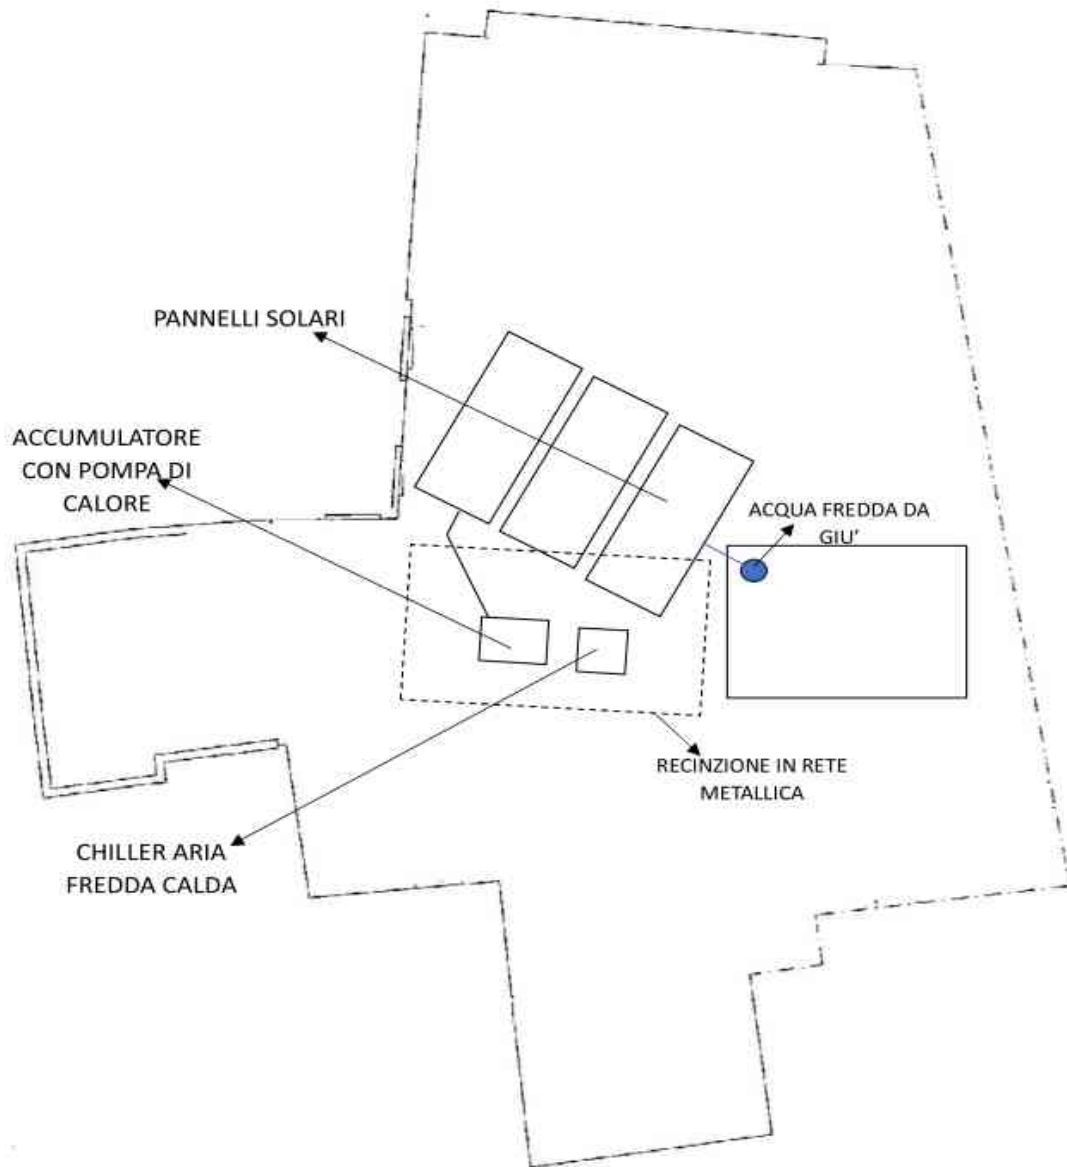 PANNELLI SOLARI
ACCUMULATORE
CON POMPA DI
CALORE
ACQUA FREDDA DA
GIU'
RECINZIONE IN RETE
METALLICA
CHILLER ARIA
FREDDA CALDA